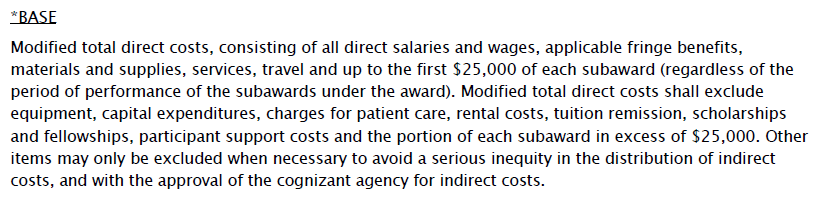 *BASE
Modified total direct costs, consisting of all direct salaries and wages, applicable fringe benefits,
materials and supplies, services, travel and up to the first $25,000 of each subaward (regardless of the
period of performance of the subawards under the award). Modified total direct costs shall exclude
equipment, capital expenditures, charges for patient care, rental costs, tuition remission, scholarships
and fellowships, participant support costs and the portion of each subaward in excess of $25,000. Other
items may only be excluded when necessary to avoid a serious inequity in the distribution of indirect
costs, and with the approval of the cognizant agency for indirect costs.